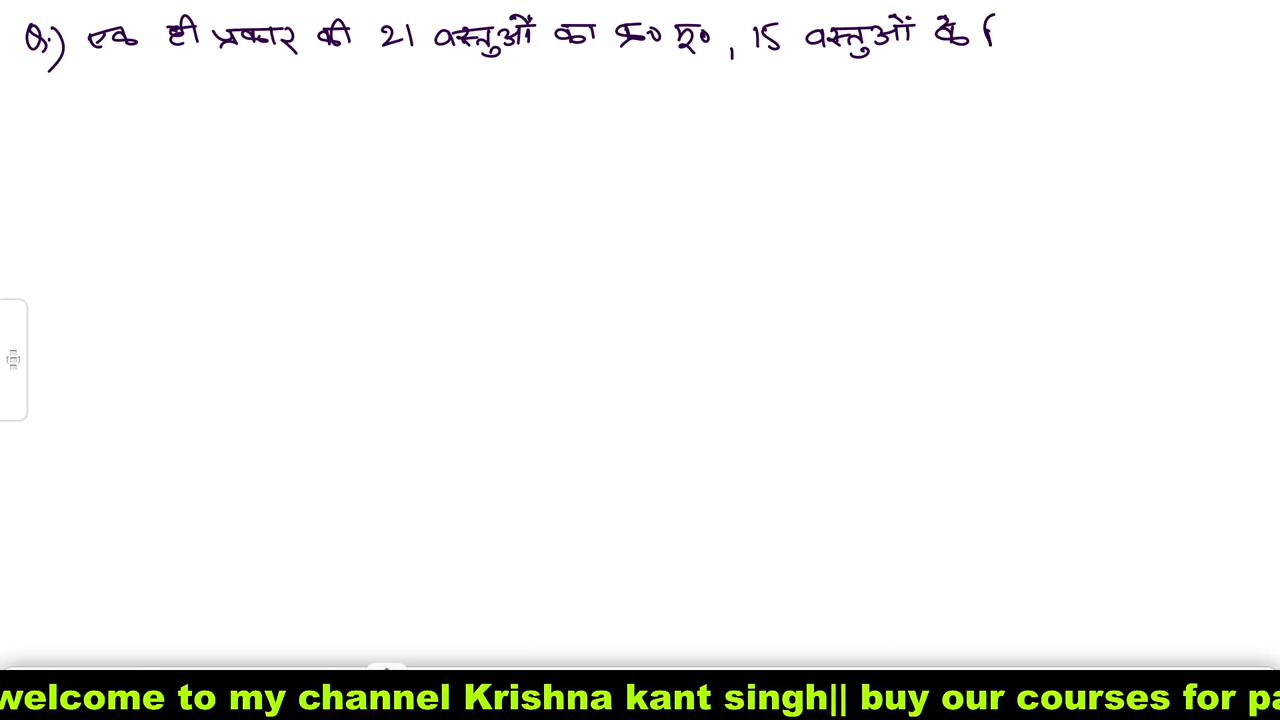 Q.) एक ही प्रकार की 21 वस्तुओं का क्र० मू० , 15 वस्तुओं के
welcome to my channel Krishna kant singh|| buy our courses for pa